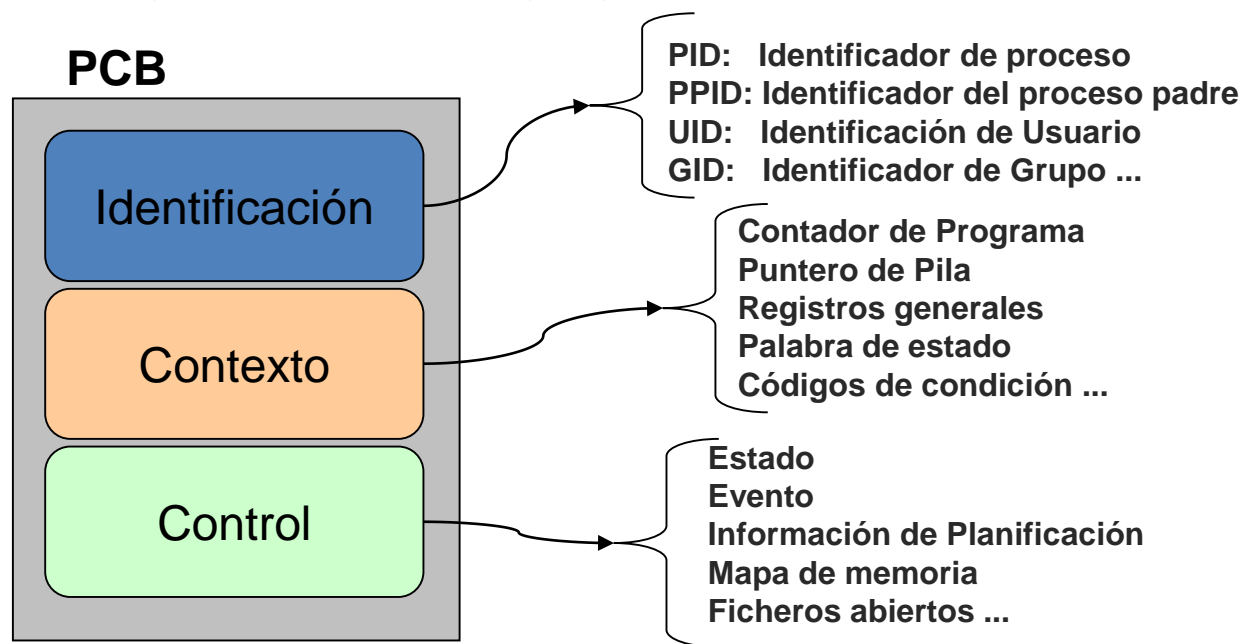 PCB
Identificación
PID: Identificador de proceso
PPID: Identificador del proceso padre
UID: Identificación de Usuario
GID: Identificador de Grupo ...
Contexto
Contador de Programa
Puntero de Pila
Registros generales
Palabra de estado
Códigos de condición ...
Control
Estado
Evento
Información de Planificación
Mapa de memoria
Ficheros abiertos ...